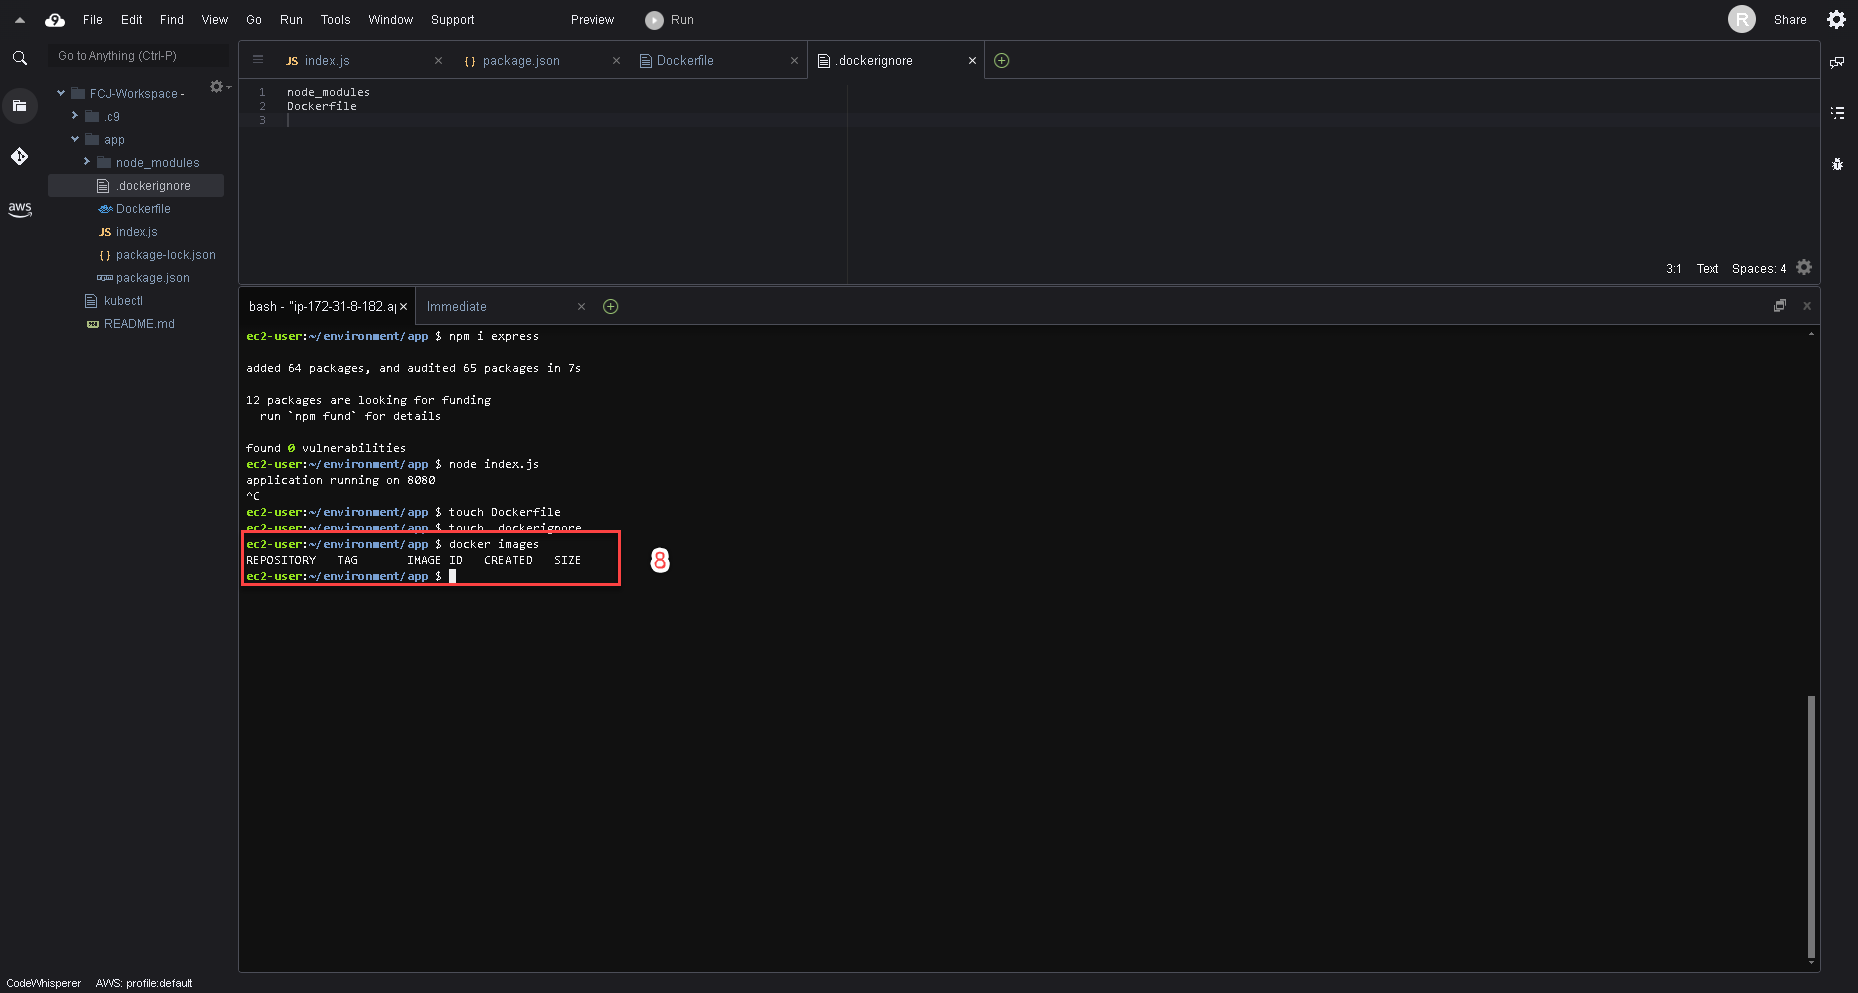 9 File Edit Find View Go Run Tools Window Support Preview Run R Share
Go to Anything (Ctrl-P)
JS index.js { } package.json Dockerfile .dockerignore
FCJ-Workspace -
.c9
app
node_modules
.dockerignore
Dockerfile
JS index.js
{ } package-lock.json
package.json
kubectl
README.md
aws
1 node_modules
2 Dockerfile
3
3:1 Text Spaces: 4
bash - "ip-172-31-8-182.ap Immediate
ec2-user:~/environment/app $ npm i express
added 64 packages, and audited 65 packages in 7s
12 packages are looking for funding
run `npm fund` for details
found 0 vulnerabilities
ec2-user:~/environment/app $ node index.js
application running on 8080
^C
ec2-user:~/environment/app $ touch Dockerfile
ec2-user:~/environment/app $ touch .dockerignore
ec2-user:~/environment/app $ docker images
REPOSITORY TAG IMAGE ID CREATED SIZE
ec2-user:~/environment/app $
8
CodeWhisperer AWS: profile:default